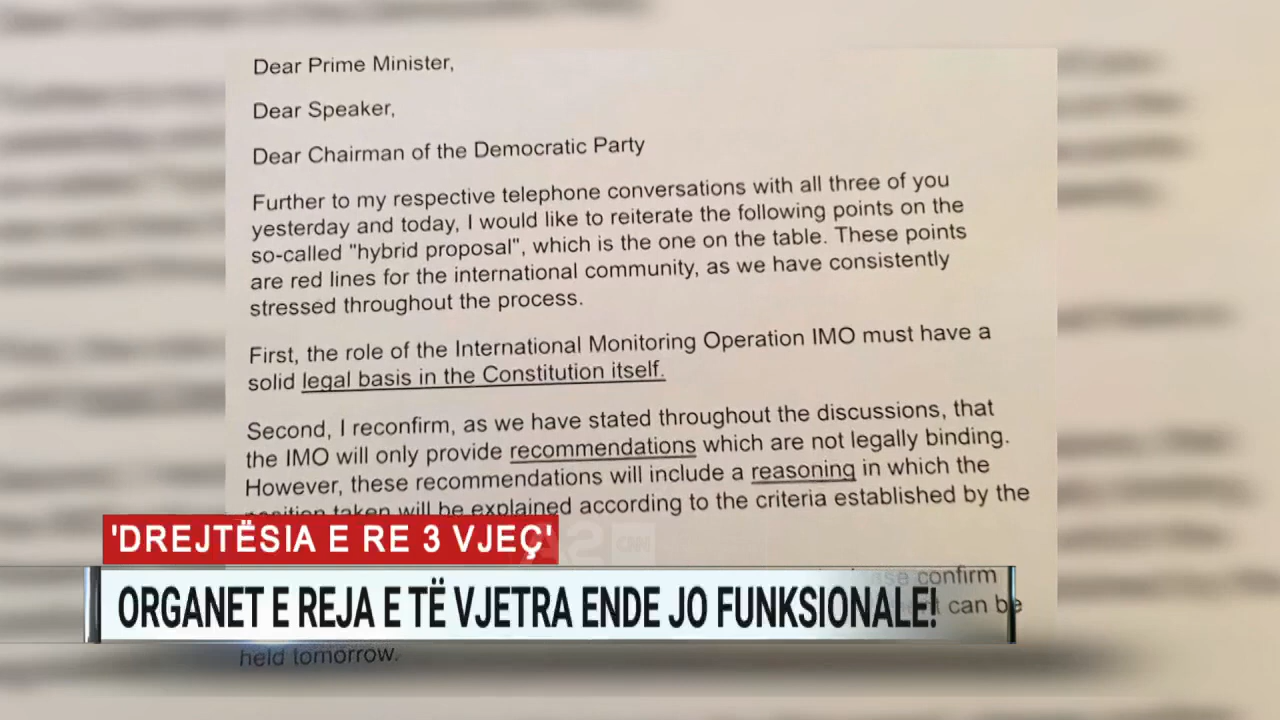 Dear Prime Minister,
Dear Speaker,
Dear Chairman of the Democratic Party
Further to my respective telephone conversations with all three of you
yesterday and today, I would like to reiterate the following points on the
so-called "hybrid proposal", which is the one on the table. These points
are red lines for the international community, as we have consistently
stressed throughout the process.
First, the role of the International Monitoring Operation IMO must have a
solid legal basis in the Constitution itself.
Second, I reconfirm, as we have stated throughout the discussions, that
the IMO will only provide recommendations which are not legally binding.
However, these recommendations will include a reasoning in which the
position taken will be explained according to the criteria established by the
'DREJTËSIA E RE 3 VJEÇ'
A2 CNN
confirm
ORGANET E REJA E TË VJETRA ENDE JO FUNKSIONALE!
can be
held tomorrow.